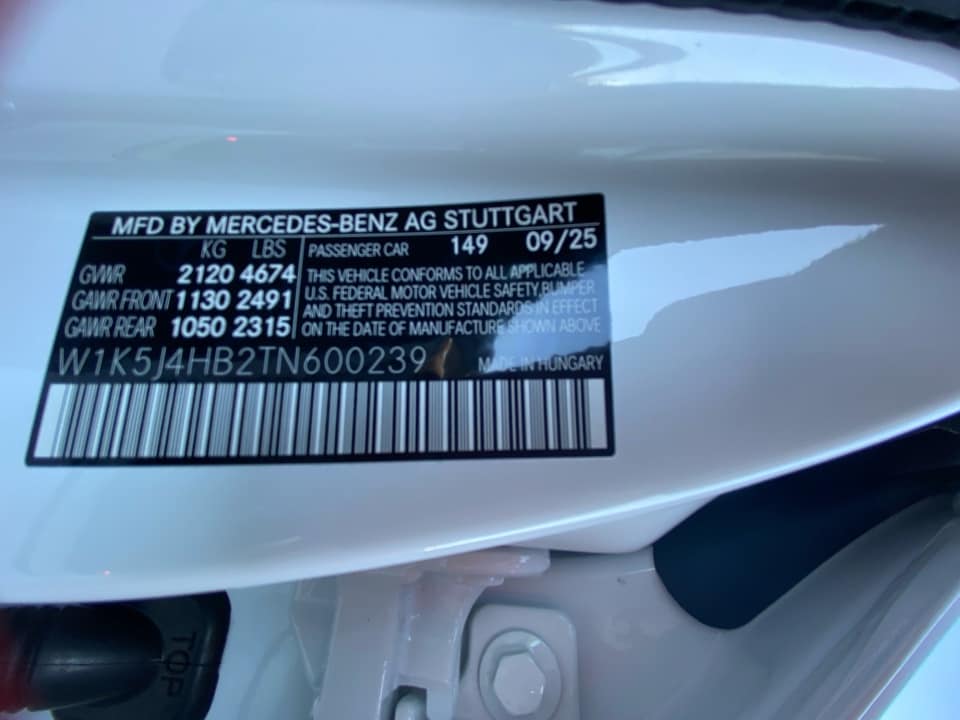 MFD BY MERCEDES-BENZ AG STUTTGART
KG LBS
GVWR 2120 4674
GAWR FRONT 1130 2491
GAWR REAR 1050 2315
PASSENGER CAR 149 09/25
THIS VEHICLE CONFORMS TO ALL APPLICABLE
U.S. FEDERAL MOTOR VEHICLE SAFETY, BUMPER
AND THEFT PREVENTION STANDARDS IN EFFECT
ON THE DATE OF MANUFACTURE SHOWN ABOVE
W1K5J4HB2TN600239
MADE IN HUNGARY
TOP